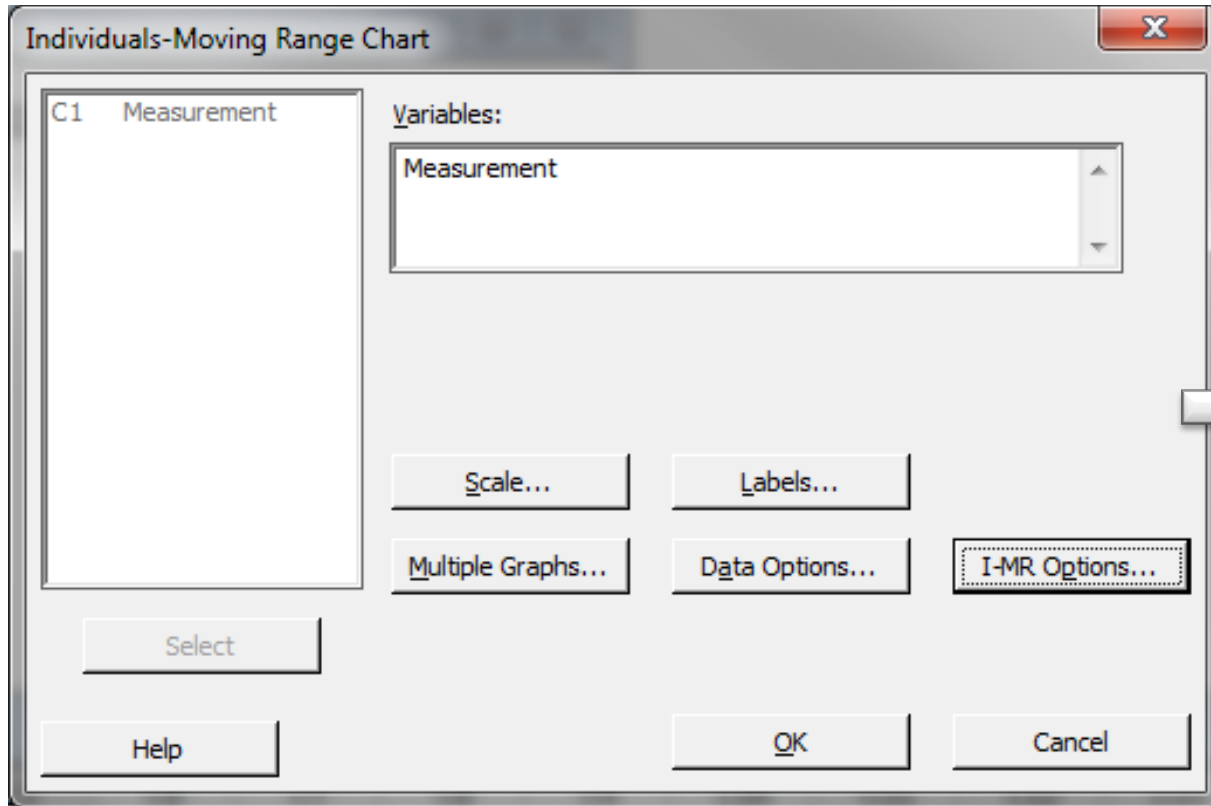 Individuals-Moving Range Chart
C1 Measurement
Variables:
Measurement
Scale...
Labels...
Multiple Graphs...
Data Options...
I-MR Options...
Select
Help
OK
Cancel